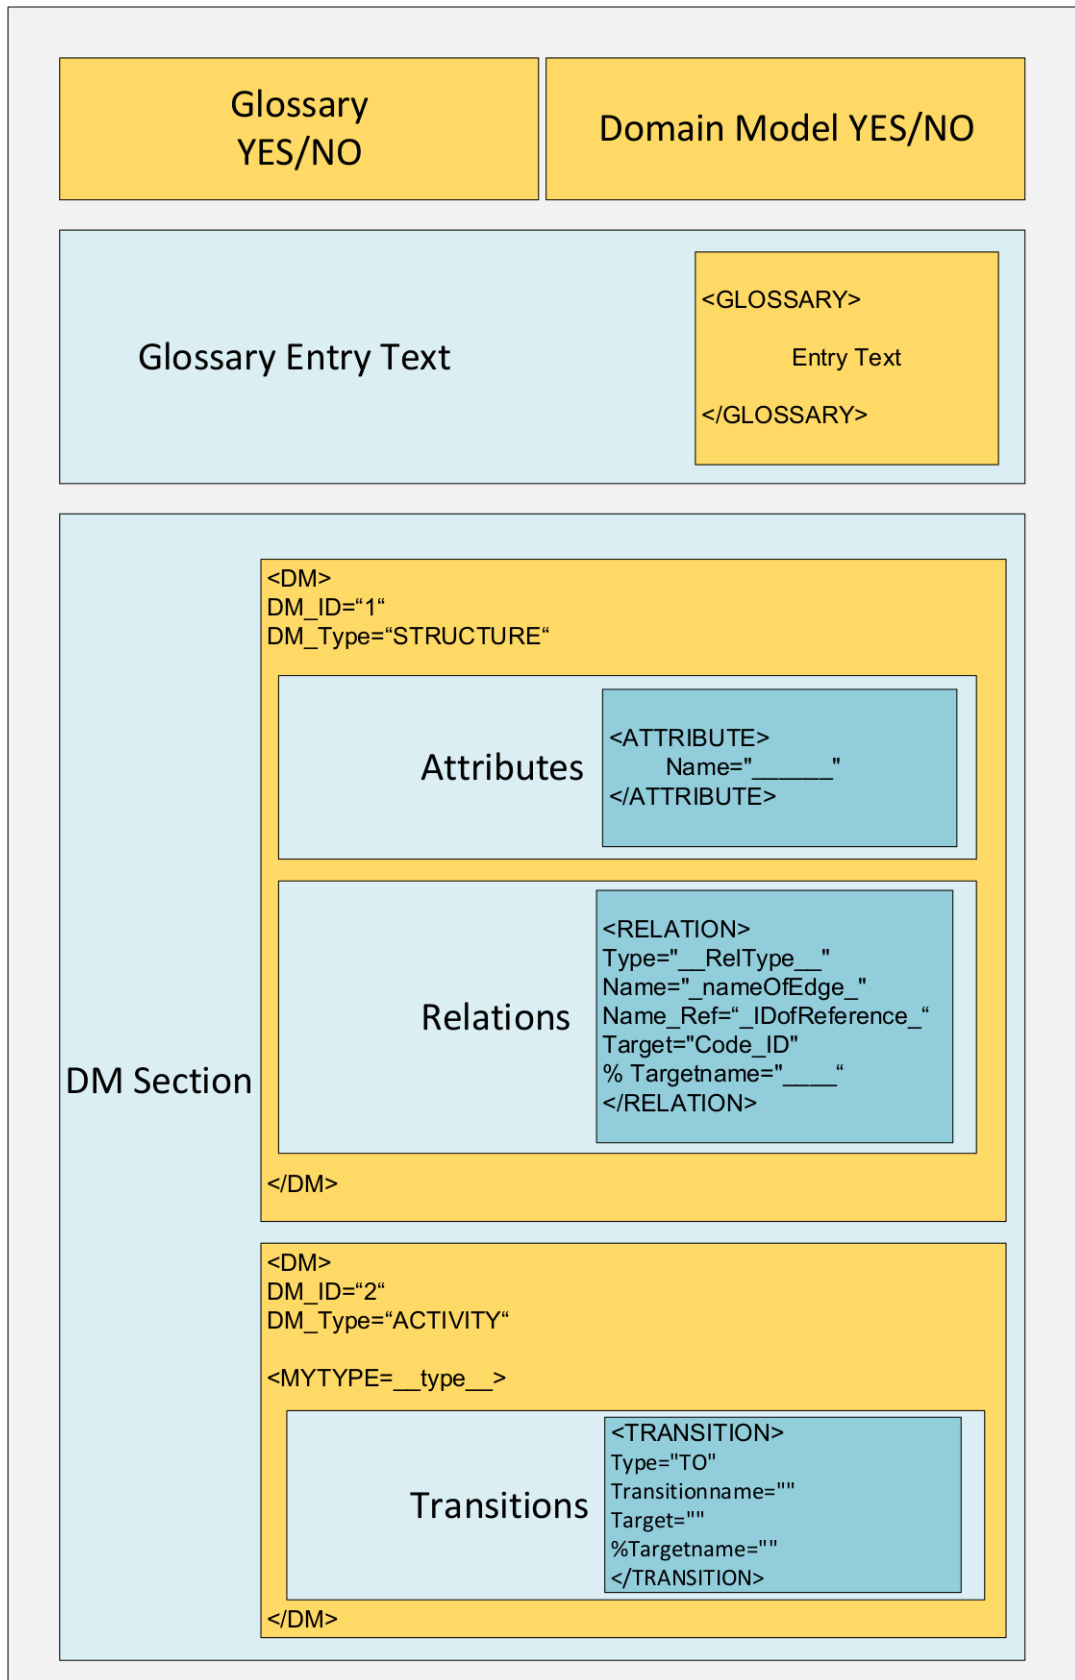 Glossary
YES/NO
Domain Model YES/NO
Glossary Entry Text
<GLOSSARY>
Entry Text
</GLOSSARY>
DM Section
<DM>
DM_ID=“1“
DM_Type=“STRUCTURE“
Attributes
<ATTRIBUTE>
Name="______"
</ATTRIBUTE>
Relations
<RELATION>
Type="__RelType__"
Name="_nameOfEdge_"
Name_Ref=“_IDofReference_“
Target="Code_ID"
% Targetname="____“
</RELATION>
</DM>
<DM>
DM_ID=“2“
DM_Type=“ACTIVITY“
<MYTYPE=__type__>
Transitions
<TRANSITION>
Type="TO"
Transitionname=""
Target=""
%Targetname=""
</TRANSITION>
</DM>